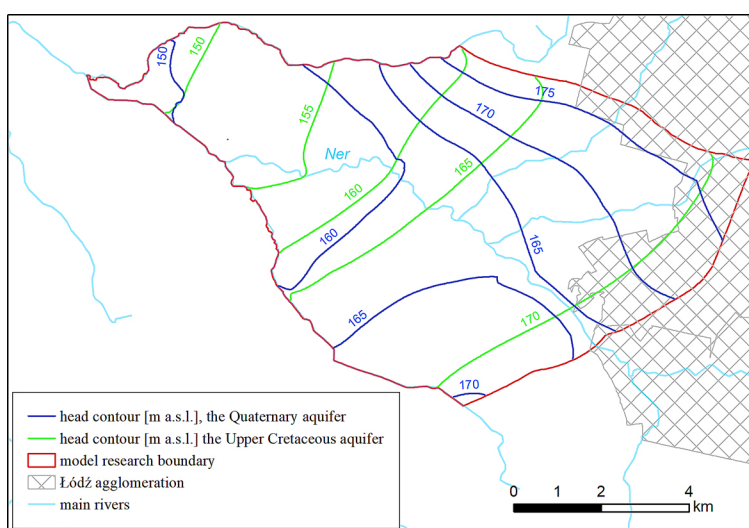 150
150
155
175
170
Ner
165
160
160
165
165
170
170
head contour [m a.s.l.], the Quaternary aquifer
head contour [m a.s.l.] the Upper Cretaceous aquifer
model research boundary
Łódź agglomeration
main rivers
0 1 2 4
km